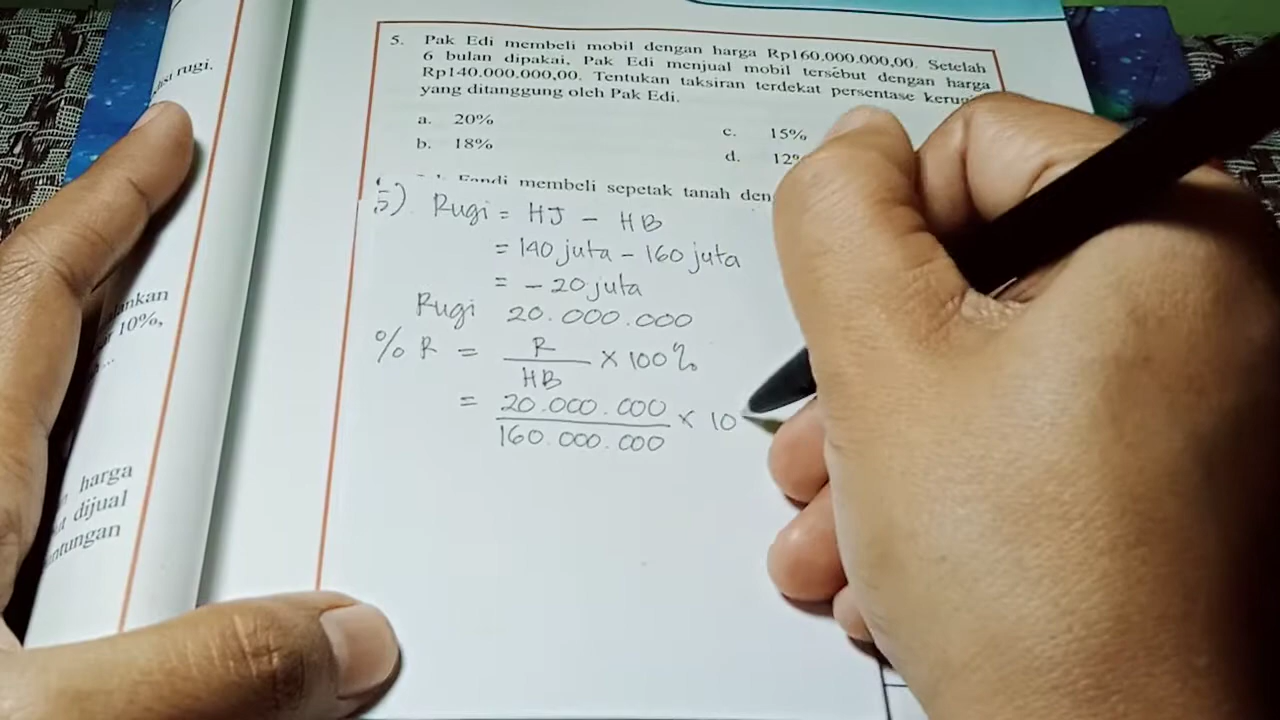 rugi.
5. Pak Edi membeli mobil dengan harga Rp160.000.000,00. Setelah
6 bulan dipakai, Pak Edi menjual mobil tersebut dengan harga
Rp140.000.000,00. Tentukan taksiran terdekat persentase
yang ditanggung oleh Pak Edi.
a. 20%
c. 15%
b. 18%
d.
membeli sepetak tanah
5) Rugi = HJ - HB
= 140 juta - 160 juta
= - 20 juta
Rugi 20.000.000
% R = R/HB × 100%
= 20.000.000/160.000.000 × 10
10%,
harga
dijual